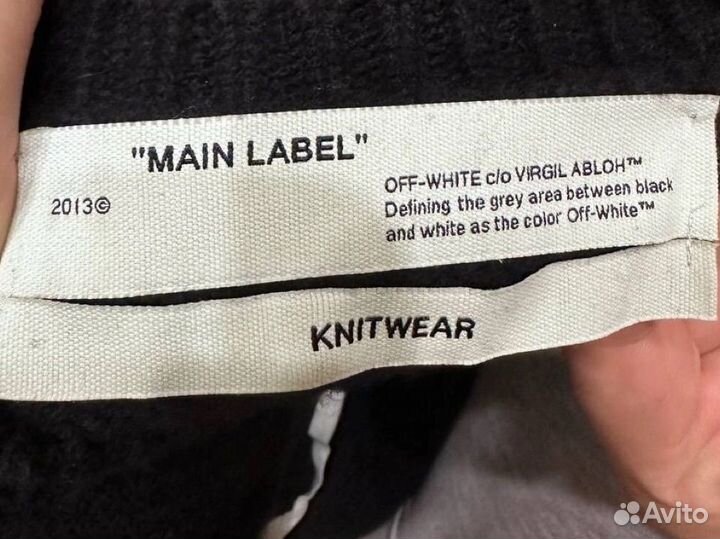 "MAIN LABEL"
2013©
OFF-WHITE c/o VIRGIL ABLOH™
Defining the grey area between black
and white as the color Off-White™
KNITWEAR
Avito